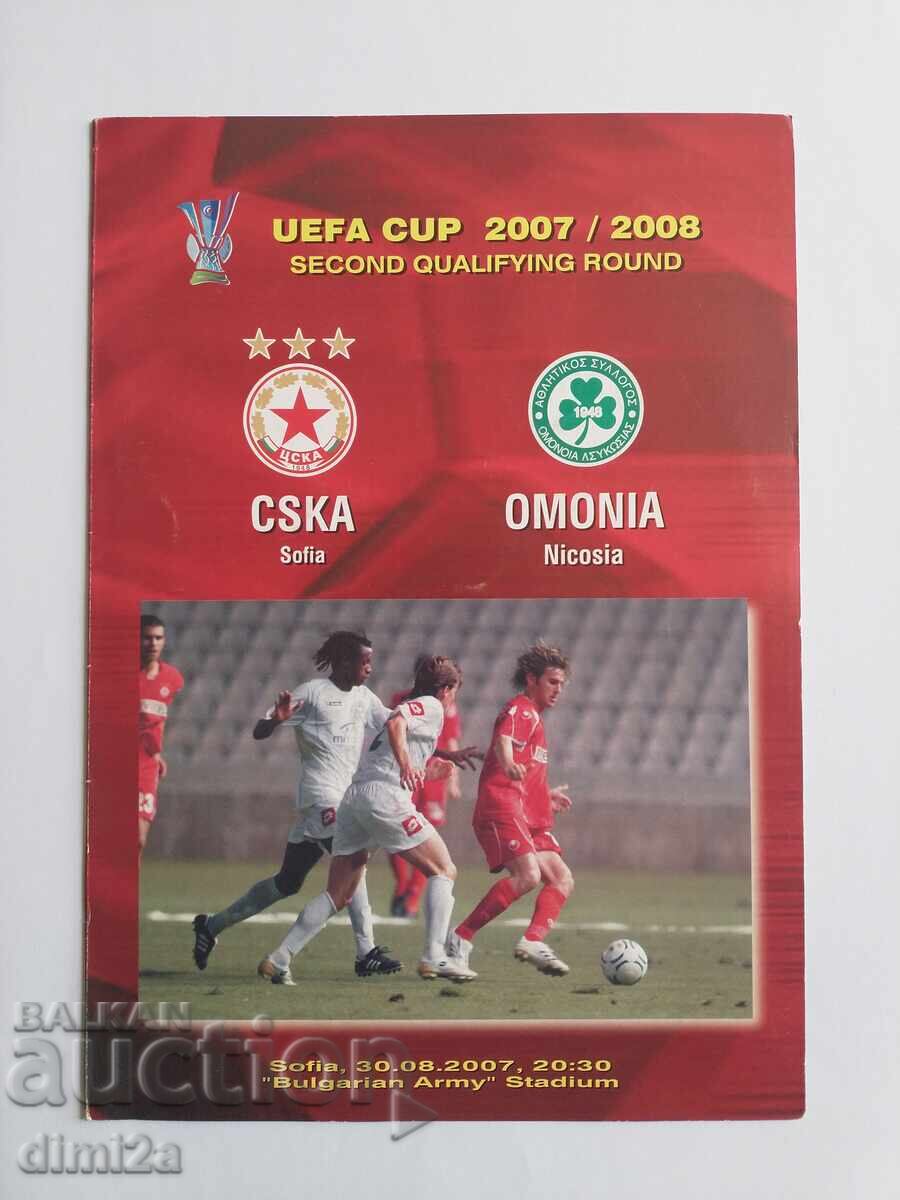 UEFA CUP 2007 / 2008
SECOND QUALIFYING ROUND
ЦСКА
1948
ΑΘΛΗΤΙΚΟΣ ΣΥΛΛΟΓΟΣ
1948
ΟΜΟΝΟΙΑ ΛΕΥΚΩΣΙΑΣ
CSKA
Sofia
OMONIA
Nicosia
23
Sofia, 30.08.2007, 20:30
"Bulgarian Army" Stadium
BALKAN
auction
dimi2a